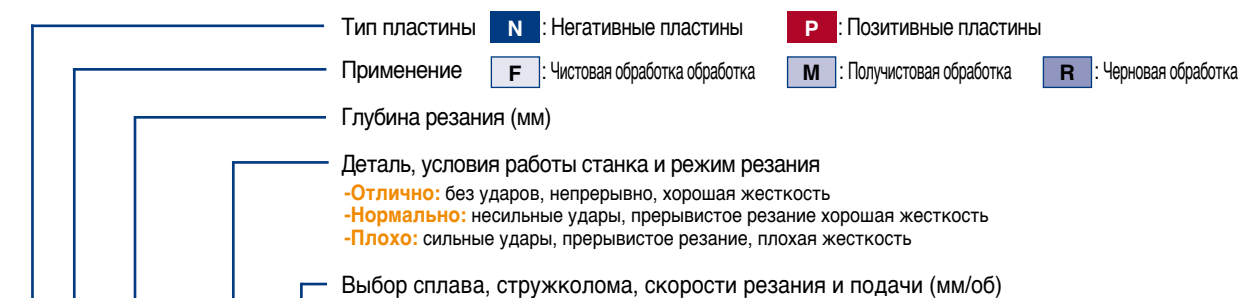 Тип пластины N : Негативные пластины P : Позитивные пластины
Применение F : Чистовая обработка обработка M : Получистовая обработка R : Черновая обработка
Глубина резания (мм)
Деталь, условия работы станка и режим резания
-Отлично: без ударов, непрерывно, хорошая жесткость
-Нормально: несильные удары, прерывистое резание хорошая жесткость
-Плохо: сильные удары, прерывистое резание, плохая жесткость
Выбор сплава, стружколома, скорости резания и подачи (мм/об)